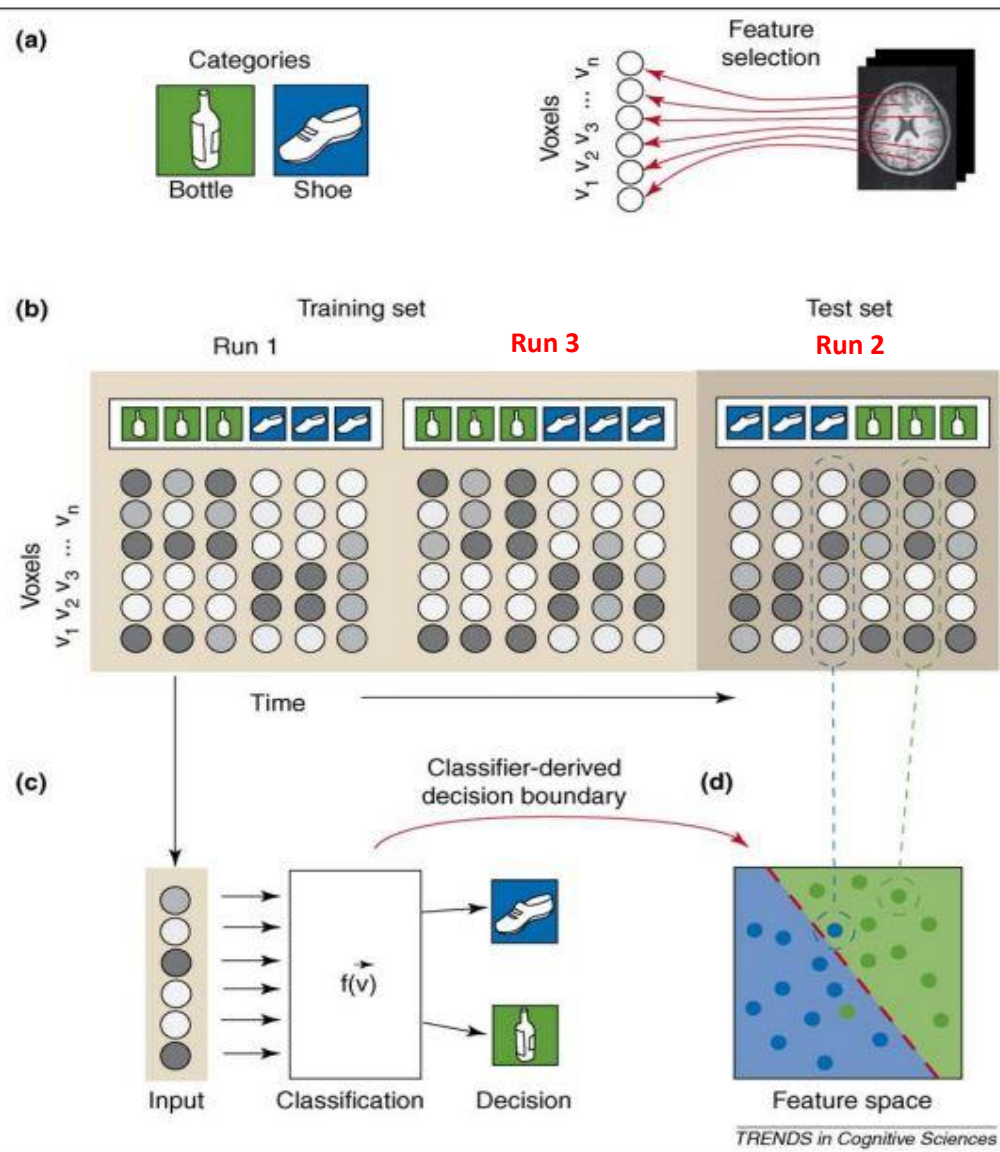 (a)
Categories
Bottle
Shoe
Feature
selection
Voxels
v1 v2 v3 ... vn
(b)
Training set
Test set
Run 1
Run 3
Run 2
Voxels
v1 v2 v3 ... vn
Time
(c)
Classifier-derived
decision boundary
(d)
f(v)
Input
Classification
Decision
Feature space
TRENDS in Cognitive Sciences